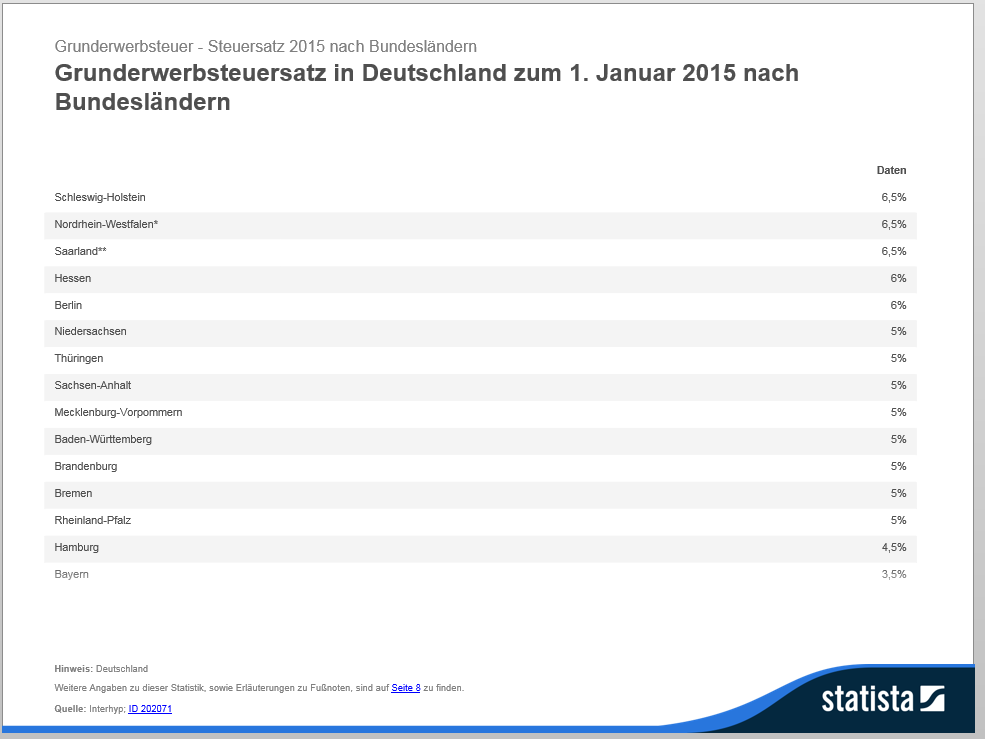 Grunderwerbsteuer - Steuersatz 2015 nach Bundesländern
Grunderwerbsteuersatz in Deutschland zum 1. Januar 2015 nach
Bundesländern
Daten
Schleswig-Holstein 6,5%
Nordrhein-Westfalen* 6,5%
Saarland** 6,5%
Hessen 6%
Berlin 6%
Niedersachsen 5%
Thüringen 5%
Sachsen-Anhalt 5%
Mecklenburg-Vorpommern 5%
Baden-Württemberg 5%
Brandenburg 5%
Bremen 5%
Rheinland-Pfalz 5%
Hamburg 4,5%
Bayern 3,5%
Hinweis: Deutschland
Weitere Angaben zu dieser Statistik, sowie Erläuterungen zu Fußnoten, sind auf Seite 8 zu finden.
Quelle: Interhyp; ID 202071
statista